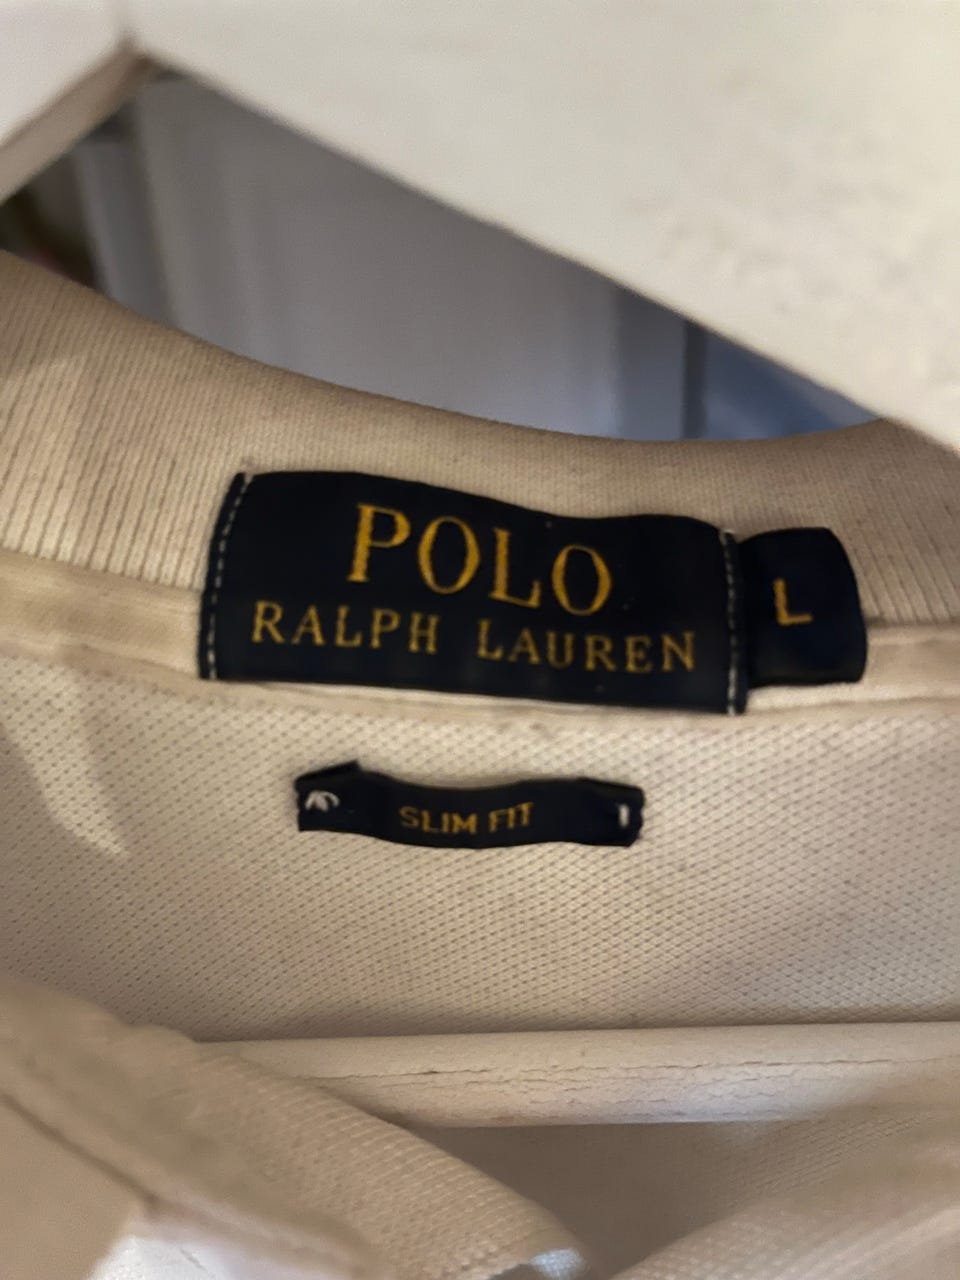 POLO
RALPH LAUREN
L
SLIM FIT